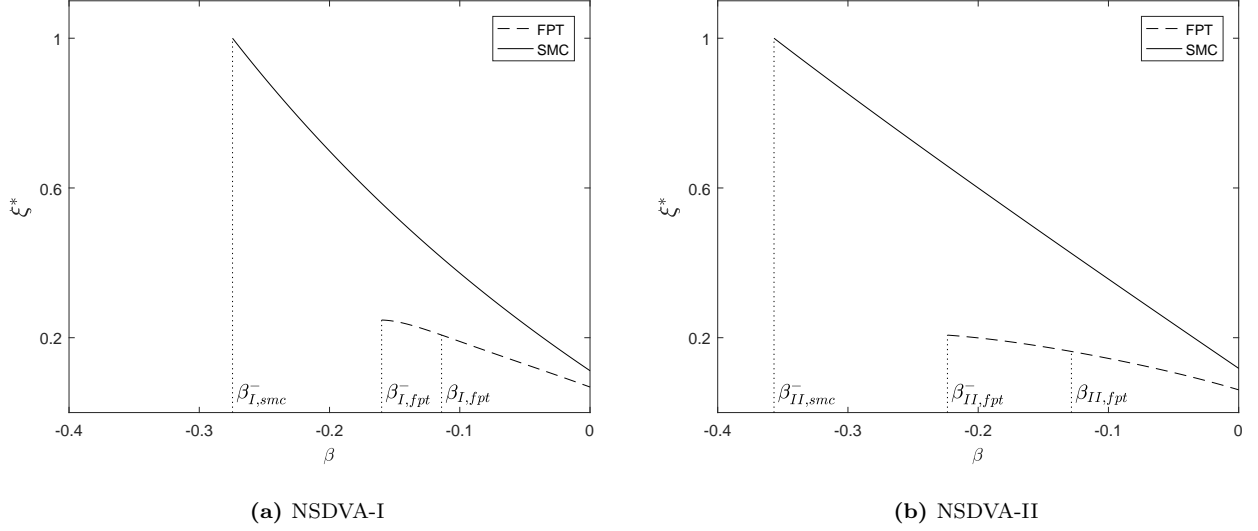 FPT
SMC
1
0.6
0.2
ξ*
β⁻I,smc
β⁻I,fpt
βI,fpt
-0.4 -0.3 -0.2 -0.1 0
β
(a) NSDVA-I
FPT
SMC
1
0.6
0.2
ξ*
β⁻II,smc
β⁻II,fpt
βII,fpt
-0.4 -0.3 -0.2 -0.1 0
β
(b) NSDVA-II